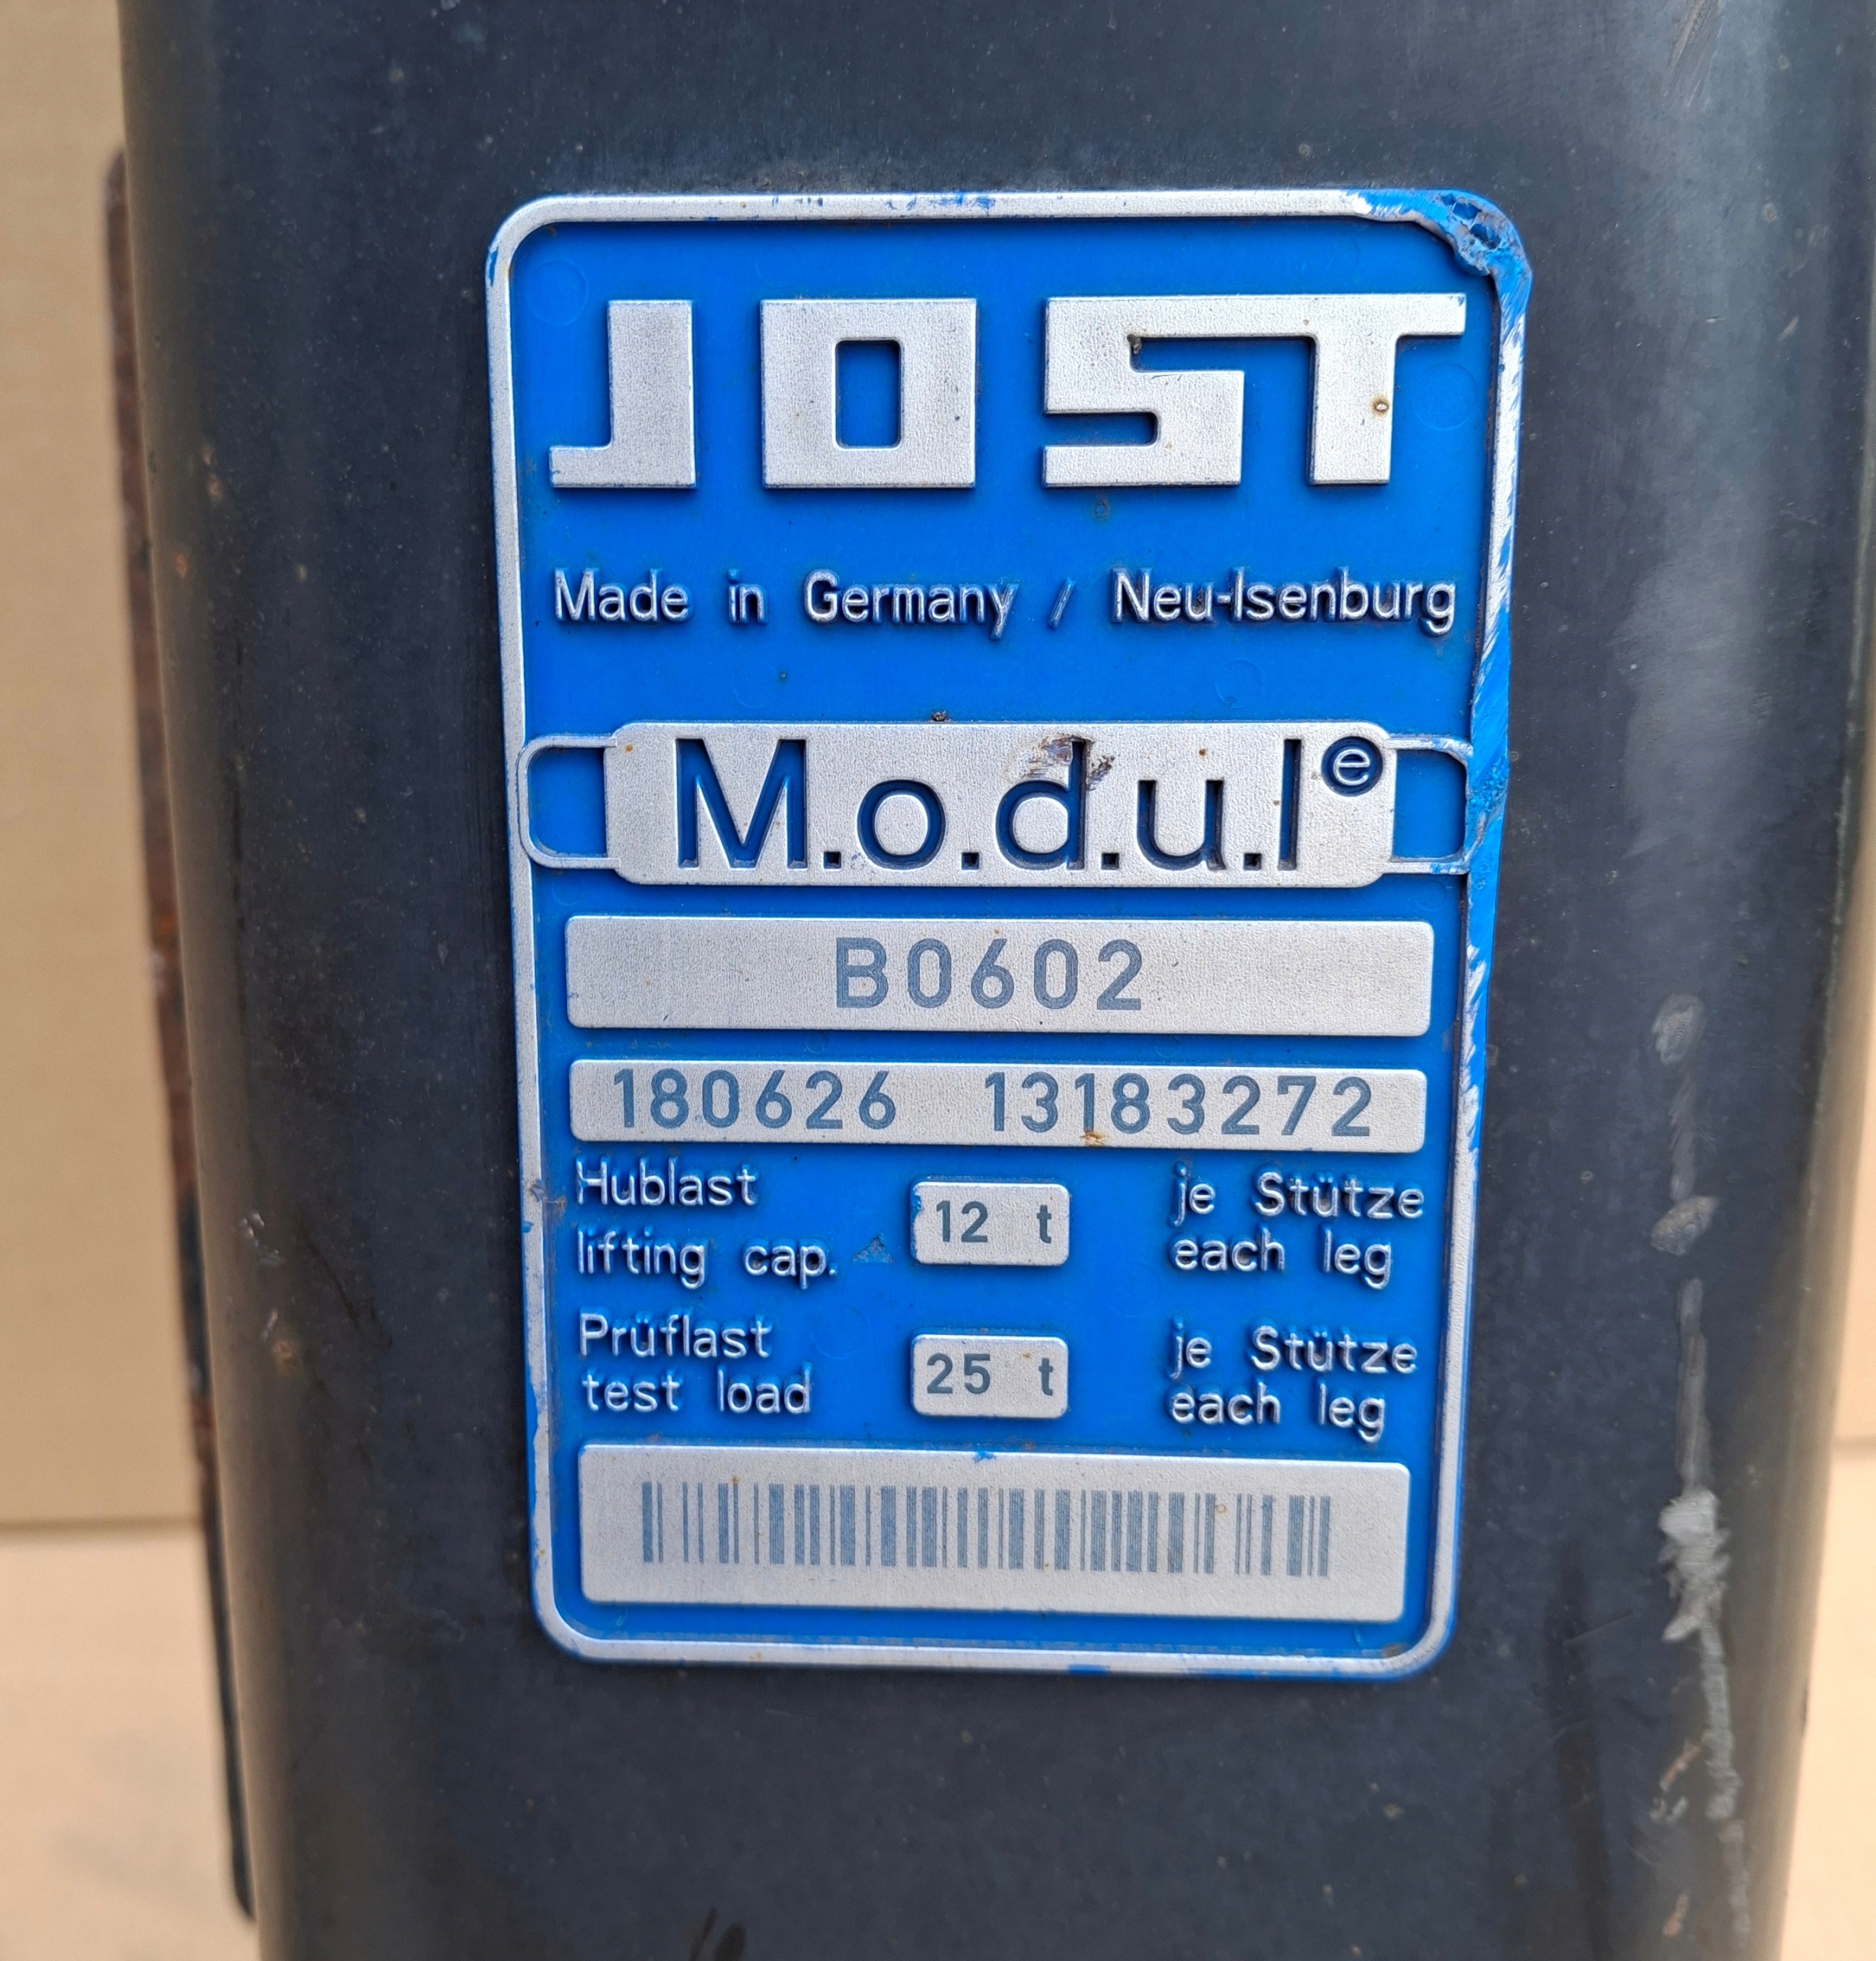 JOST
Made in Germany / Neu-Isenburg
M.o.d.u.l ⓔ
B0602
180626 13183272
Hublast 12 t je Stütze
lifting cap. each leg
Prüflast 25 t je Stütze
test load each leg